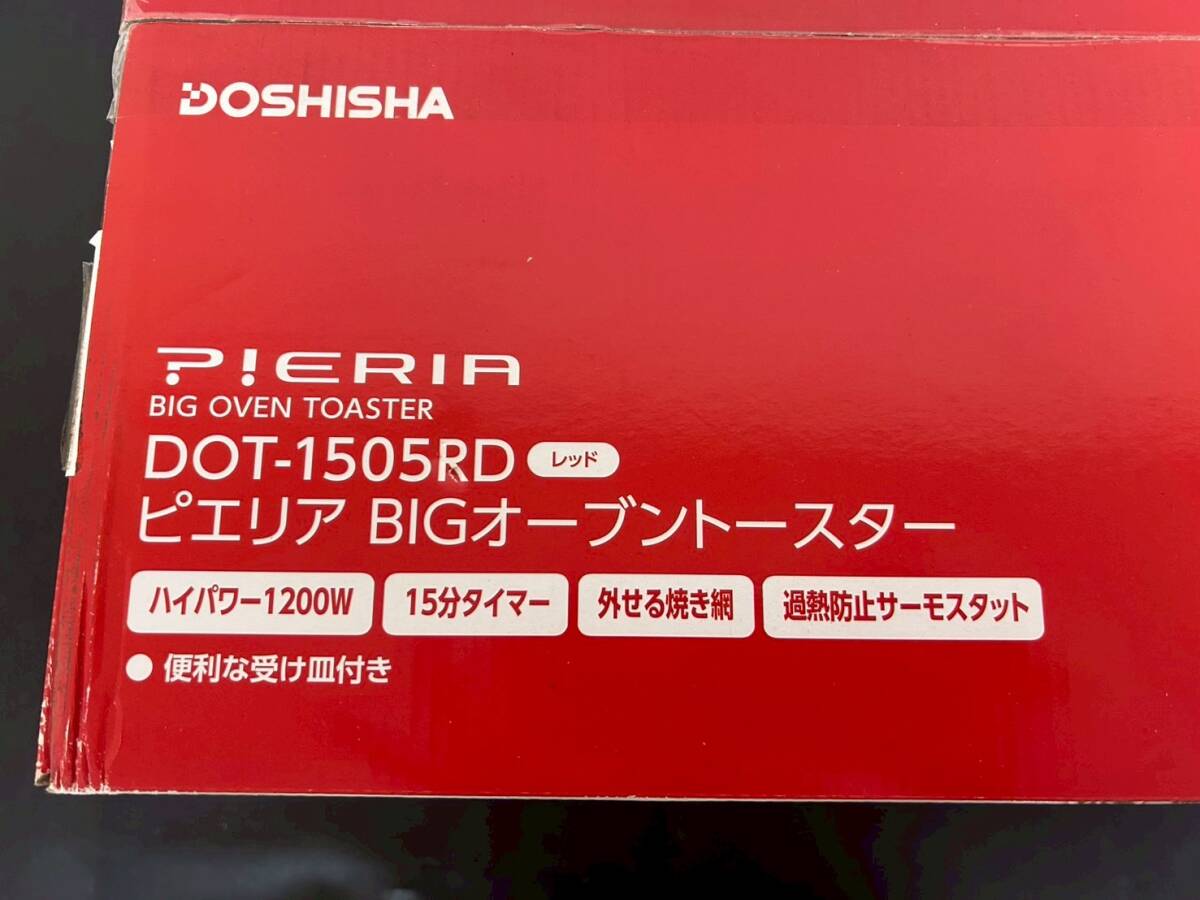 DOSHISHA
P!ERIA
BIG OVEN TOASTER
DOT-1505RD レッド
ピエリア BIGオーブントースター
ハイパワー1200W 15分タイマー 外せる焼き網 過熱防止サーモスタット
● 便利な受け皿付き